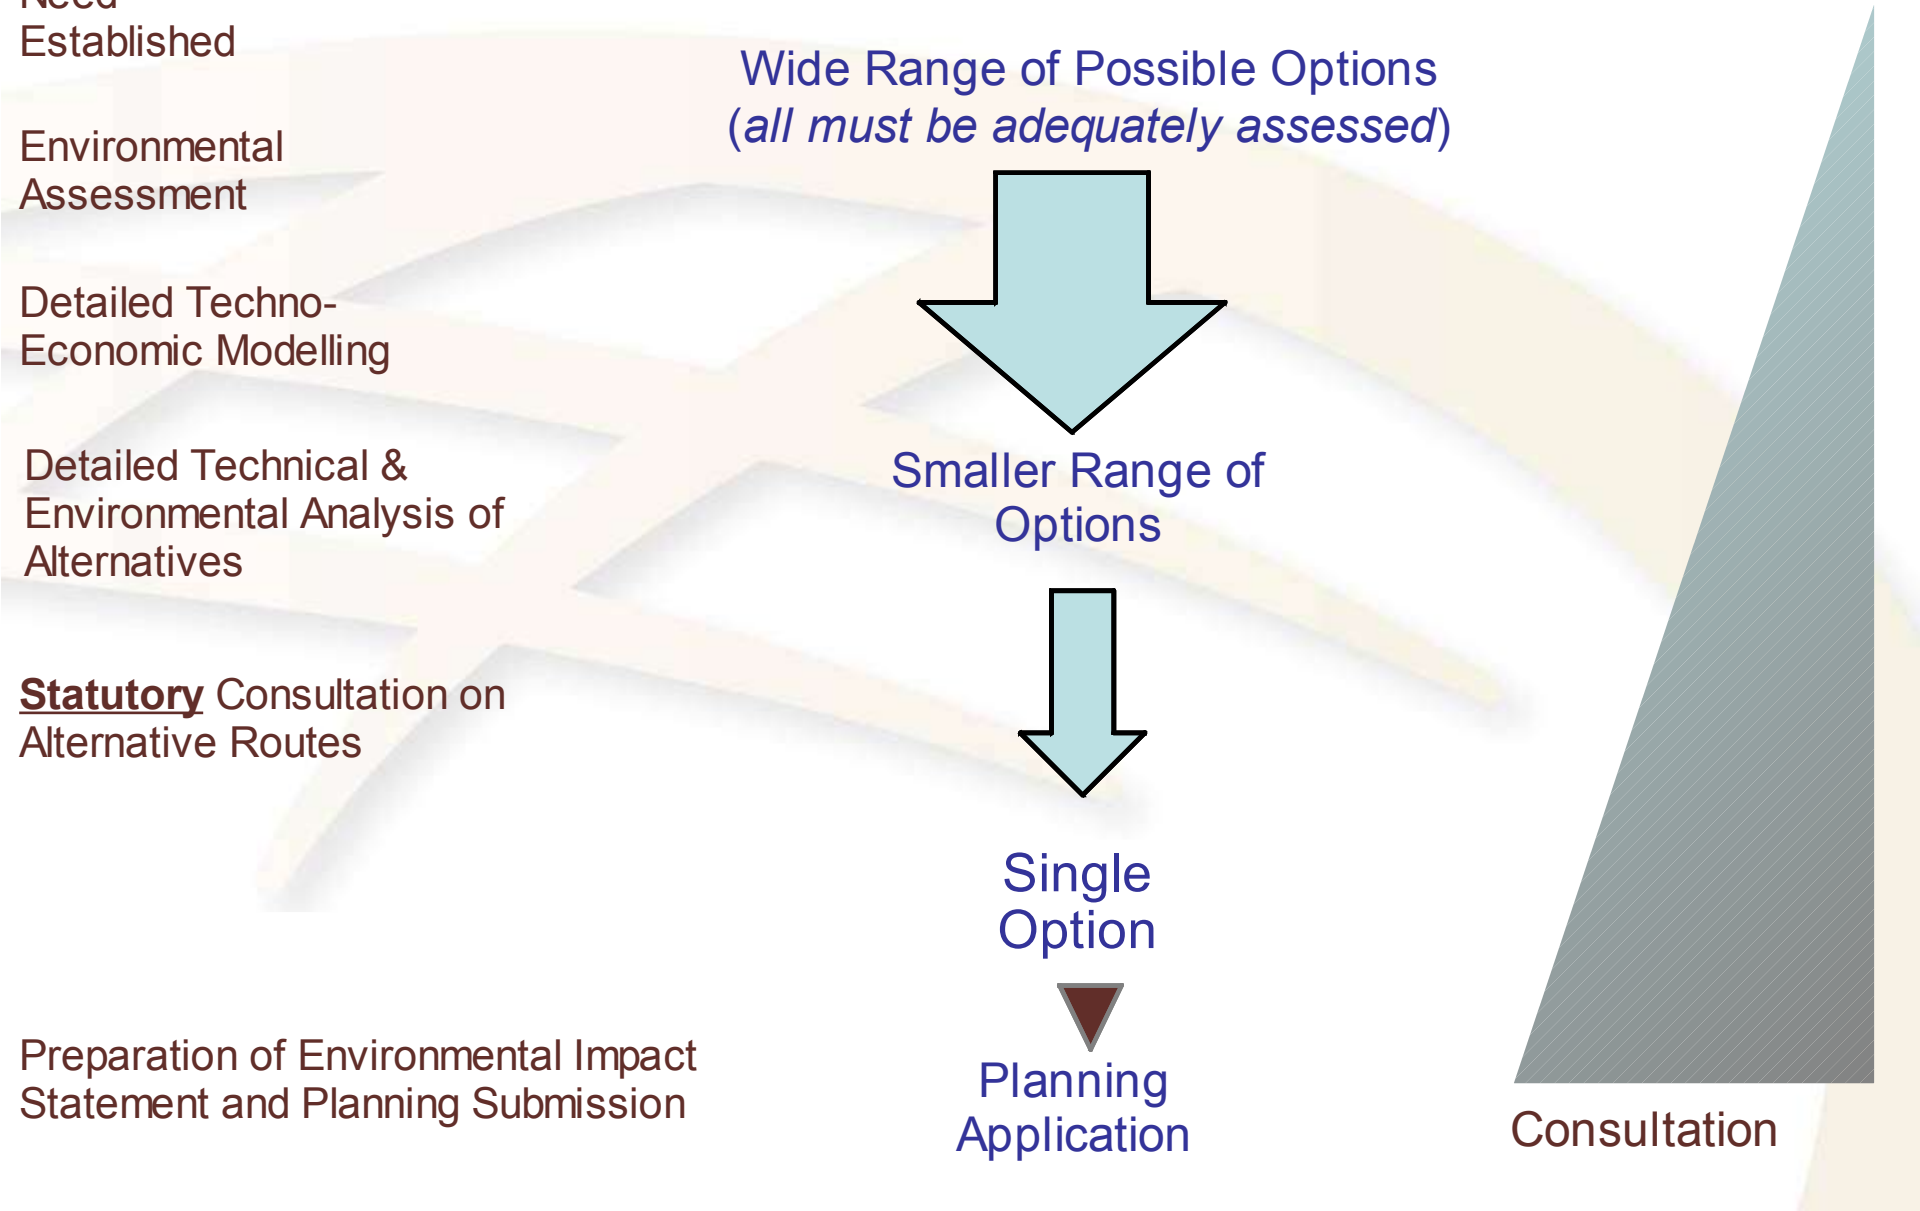 Need
Established
Environmental
Assessment
Detailed Techno-
Economic Modelling
Detailed Technical &
Environmental Analysis of
Alternatives
Statutory Consultation on
Alternative Routes
Preparation of Environmental Impact
Statement and Planning Submission
Wide Range of Possible Options
(all must be adequately assessed)
Smaller Range of
Options
Single
Option
Planning
Application
Consultation